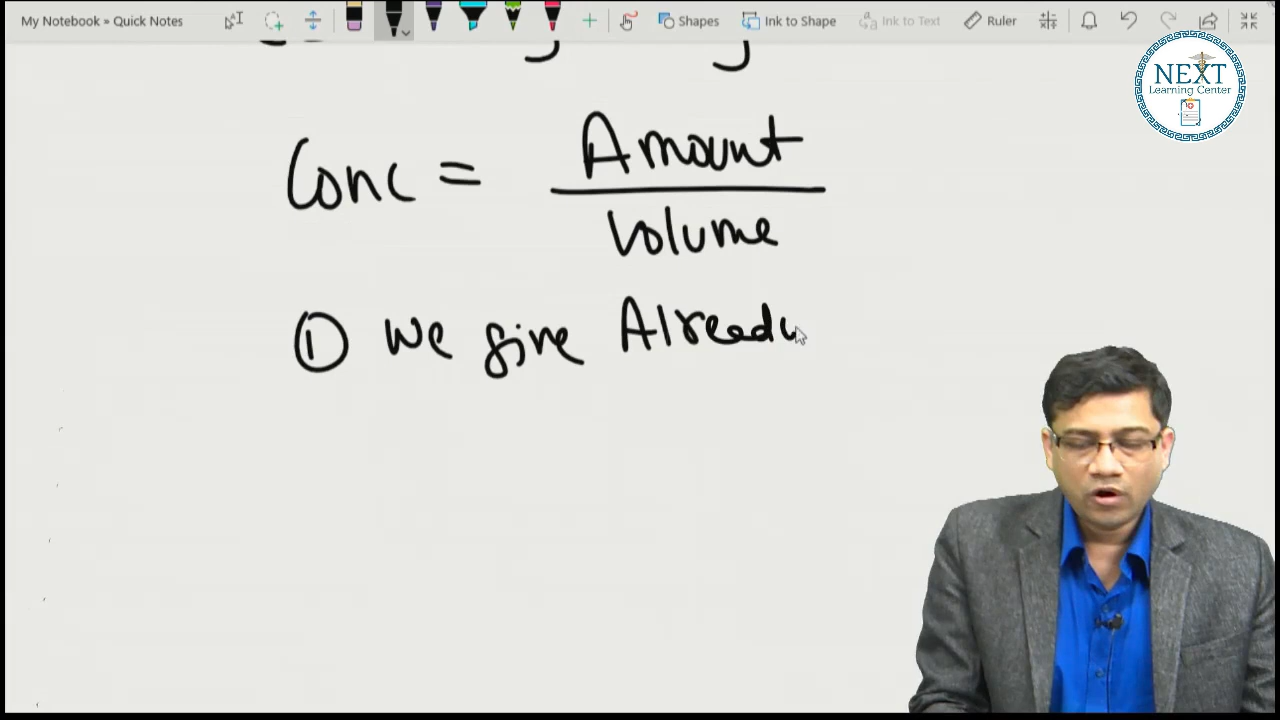 My Notebook » Quick Notes
Shapes
Ink to Shape
Ink to Text
Ruler
NEXT
Learning Center
Conc = Amount
Volume
① We give Already